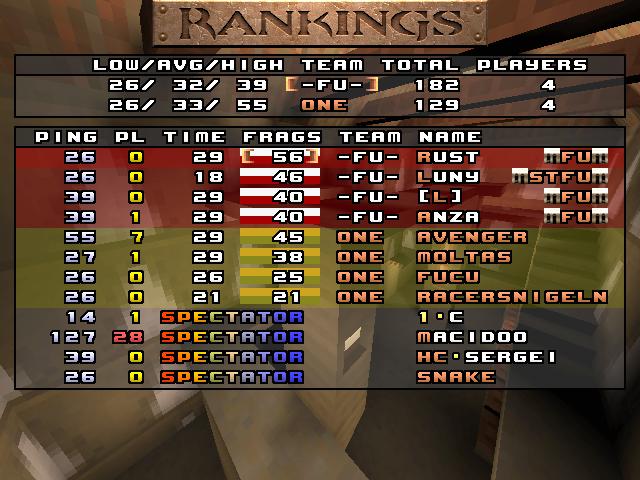 RANKINGS
LOW/AVG/HIGH TEAM TOTAL PLAYERS
26/ 32/ 39 [-FU-] 182 4
26/ 33/ 55 ONE 129 4
PING PL TIME FRAGS TEAM NAME
26 0 29 [56] -FU- RUST FU
26 0 18 46 -FU- LUNY STFU
39 0 29 40 -FU- [L] FU
39 1 29 40 -FU- ANZA FU
55 7 29 45 ONE AVENGER
27 1 29 38 ONE MOLTAS
26 0 26 25 ONE FUCU
26 0 21 21 ONE RACERSNIGELN
14 1 SPECTATOR 1·C
127 28 SPECTATOR MACIDOO
39 0 SPECTATOR HC·SERGEI
26 0 SPECTATOR SNAKE